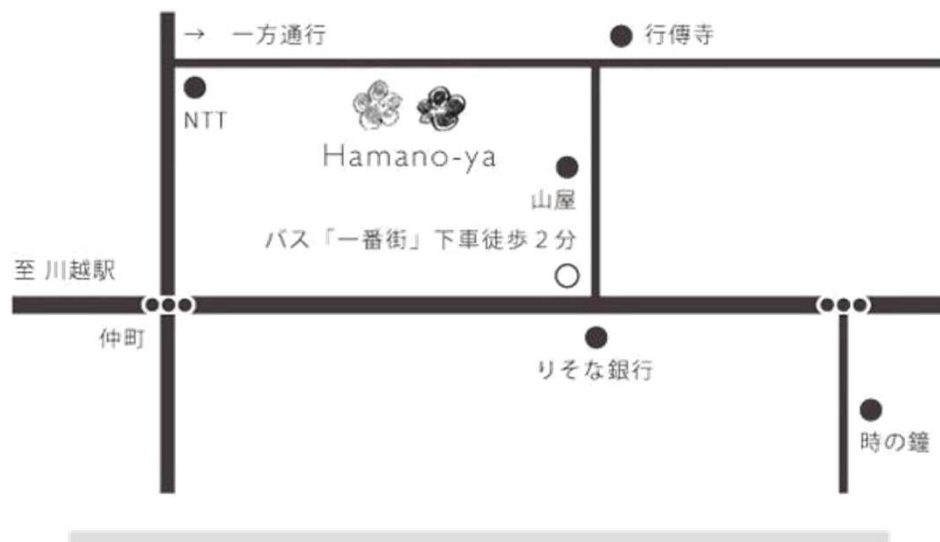 → 一方通行
行傳寺
NTT
Hamano-ya
山屋
バス「一番街」下車徒歩2分
至 川越駅
仲町
りそな銀行
時の鐘